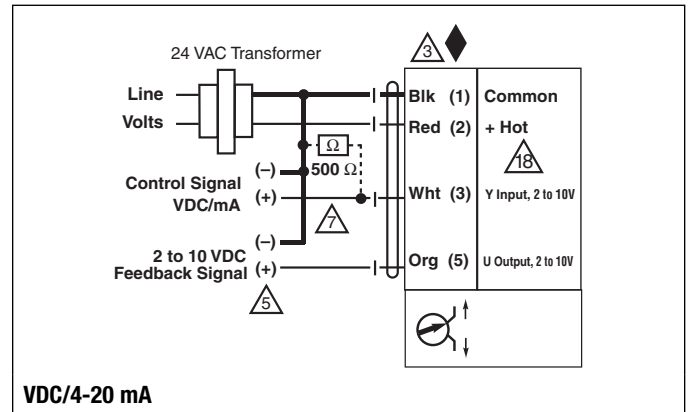 24 VAC Transformer
3
Line
Volts
Blk (1) Common
Red (2) + Hot
18
Ω
500 Ω
(–)
Control Signal
VDC/mA
(+)
7
Wht (3) Y Input, 2 to 10V
(–)
2 to 10 VDC
Feedback Signal
(+)
5
Org (5) U Output, 2 to 10V
VDC/4-20 mA